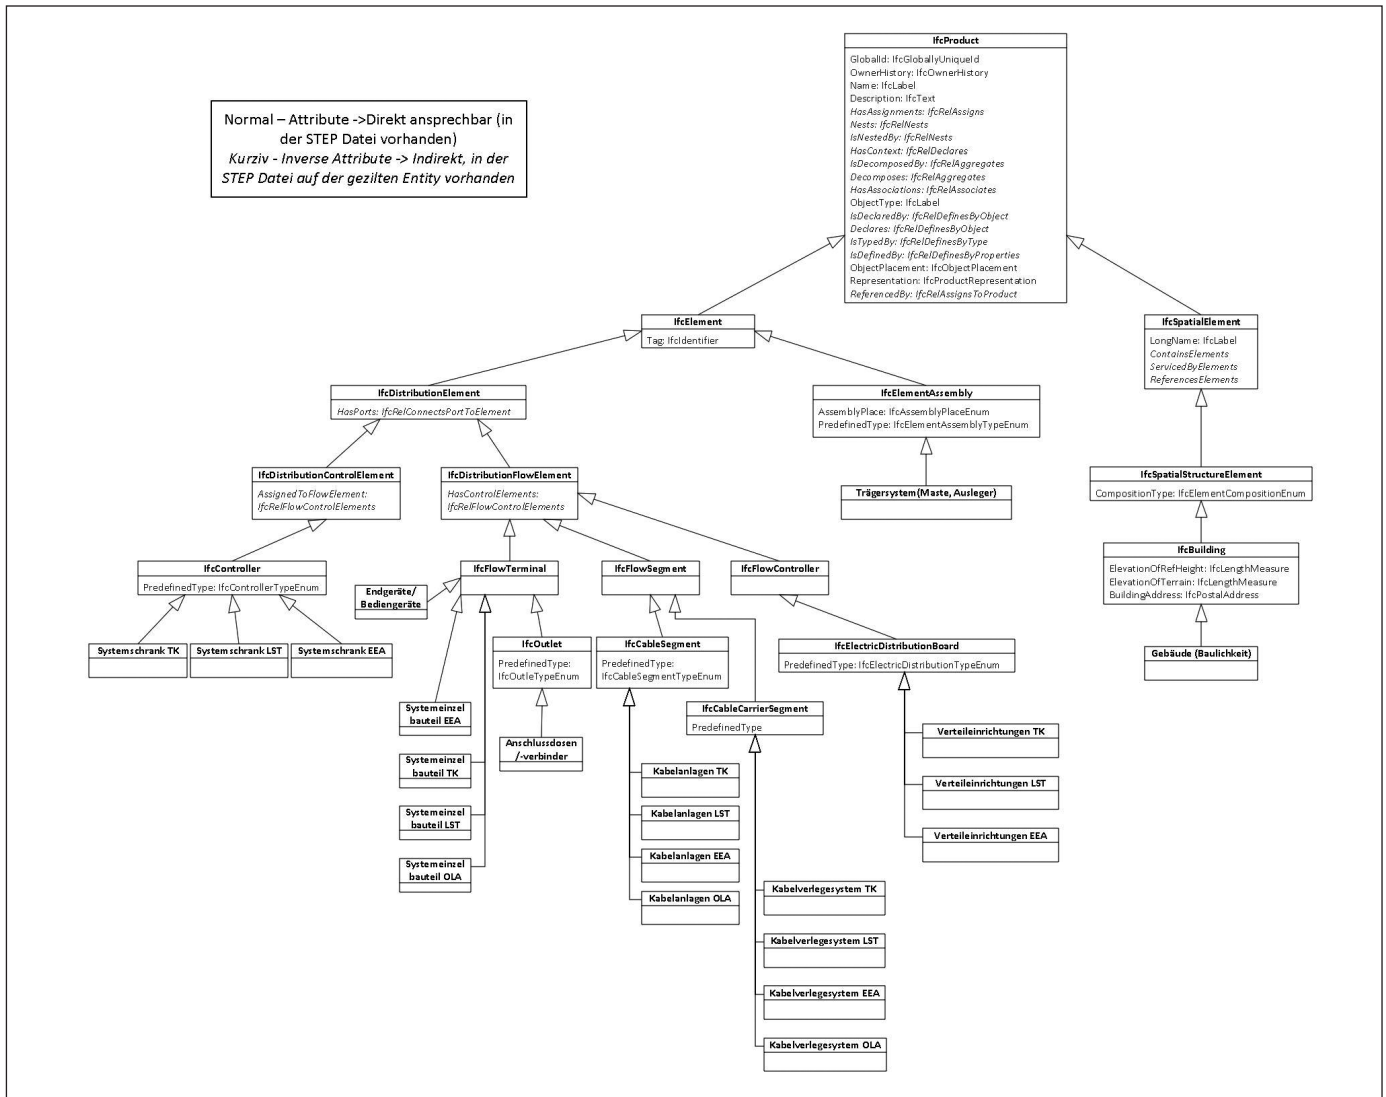 IfcProduct
GlobalId: IfcGloballyUniqueId
OwnerHistory: IfcOwnerHistory
Name: IfcLabel
Description: IfcText
HasAssignments: IfcRelAssigns
Nests: IfcRelNests
IsNestedBy: IfcRelNests
HasContext: IfcRelDeclares
IsDecomposedBy: IfcRelAggregates
Decomposes: IfcRelAggregates
HasAssociations: IfcRelAssociates
ObjectType: IfcLabel
IsDeclaredBy: IfcRelDefinesByObject
Declares: IfcRelDefinesByObject
IsTypedBy: IfcRelDefinesByType
IsDefinedBy: IfcRelDefinesByProperties
ObjectPlacement: IfcObjectPlacement
Representation: IfcProductRepresentation
ReferencedBy: IfcRelAssignsToProduct
Normal – Attribute ->Direkt ansprechbar (in
der STEP Datei vorhanden)
Kurziv - Inverse Attribute -> Indirekt, in der
STEP Datei auf der gezilten Entity vorhanden
IfcElement
Tag: IfcIdentifier
IfcSpatialElement
LongName: IfcLabel
ContainsElements
ServicedByElements
ReferencesElements
IfcDistributionElement
HasPorts: IfcRelConnectsPortToElement
IfcElementAssembly
AssemblyPlace: IfcAssemblyPlaceEnum
PredefinedType: IfcElementAssemblyTypeEnum
IfcDistributionControlElement
AssignedToFlowElement:
IfcRelFlowControlElements
IfcDistributionFlowElement
HasControlElements:
IfcRelFlowControlElements
Trägersystem(Maste, Ausleger)
IfcSpatialStructureElement
CompositionType: IfcElementCompositionEnum
IfcController
PredefinedType: IfcControllerTypeEnum
IfcFlowTerminal
IfcFlowSegment
IfcFlowController
IfcBuilding
ElevationOfRefHeight: IfcLengthMeasure
ElevationOfTerrain: IfcLengthMeasure
BuildingAddress: IfcPostalAddress
Endgeräte/
Bediengeräte
Systemschrank TK
Systemschrank LST
Systemschrank EEA
IfcOutlet
PredefinedType:
IfcOutleTypeEnum
IfcCableSegment
PredefinedType:
IfcCableSegmentTypeEnum
IfcElectricDistributionBoard
PredefinedType: IfcElectricDistributionTypeEnum
Gebäude (Baulichkeit)
Systemeinzel
bauteil EEA
IfcCableCarrierSegment
PredefinedType
Anschlussdosen
/-verbinder
Systemeinzel
bauteil TK
Systemeinzel
bauteil LST
Systemeinzel
bauteil OLA
Kabelanlagen TK
Kabelanlagen LST
Kabelanlagen EEA
Kabelanlagen OLA
Verteileinrichtungen TK
Verteileinrichtungen LST
Verteileinrichtungen EEA
Kabelverlegesystem TK
Kabelverlegesystem LST
Kabelverlegesystem EEA
Kabelverlegesystem OLA